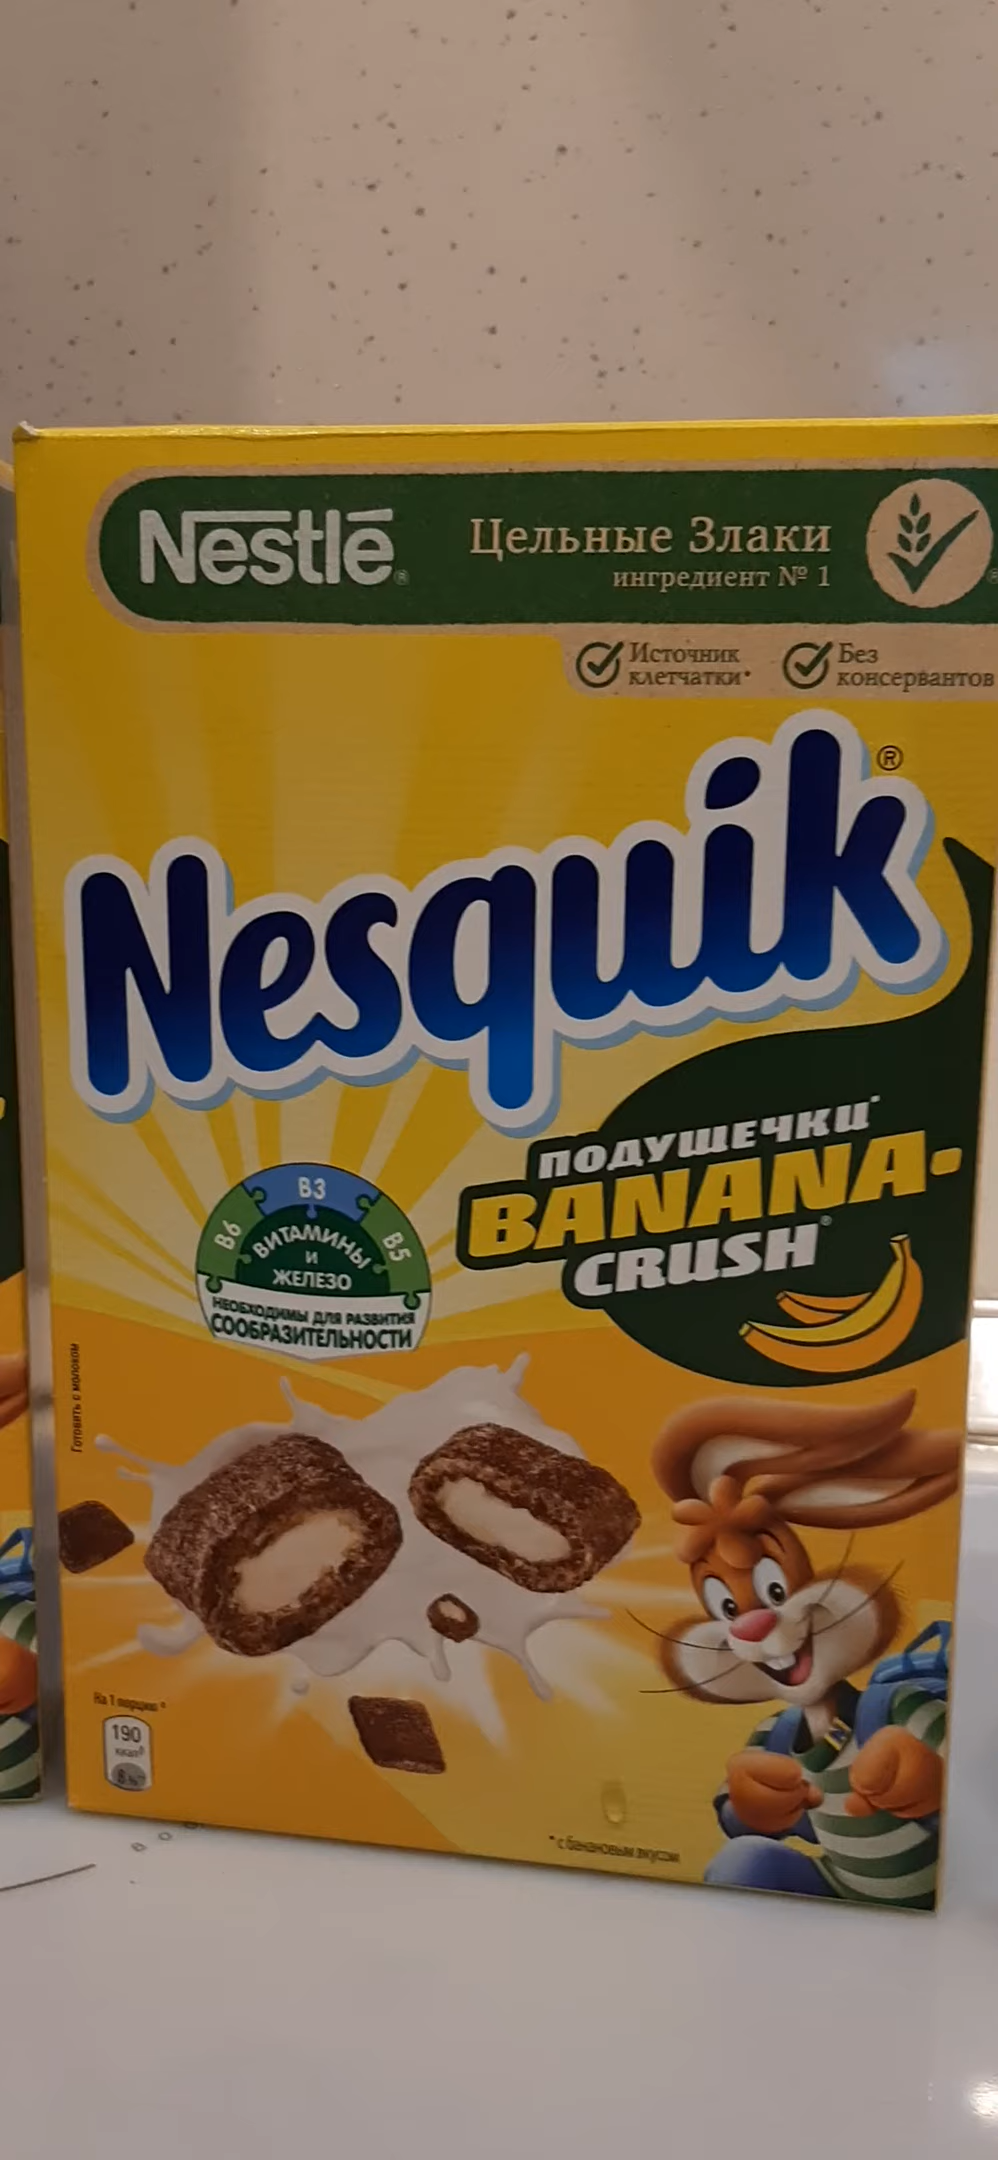 Nestlé®
Цельные Злаки
ингредиент № 1
Источник
клетчатки*
Без
консервантов
Nesquik®
ПОДУШЕЧКИ*
BANANA-
CRUSH®
B6 B3 B5
ВИТАМИНЫ
И
ЖЕЛЕЗО
НЕОБХОДИМЫ ДЛЯ РАЗВИТИЯ
СООБРАЗИТЕЛЬНОСТИ
Готовить с молоком
На 1 порцию
190
ккал
* с банановым вкусом